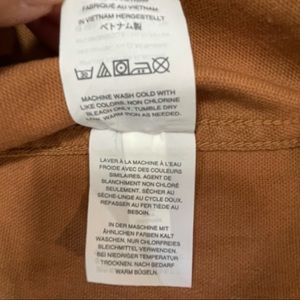 FABRIQUÉ AU VIETNAM
IN VIETNAM HERGESTELLT
ベトナム製
MACHINE WASH COLD WITH
LIKE COLORS. NON CHLORINE
BLEACH ONLY. TUMBLE DRY
WARM IRON AS NEEDED.
LAVER À LA MACHINE À L'EAU
FROIDE AVEC DES COULEURS
SIMILAIRES. AGENT DE
BLANCHIMENT NON CHLORÉ
SEULEMENT. SÉCHER AU
SÈCHE-LINGE AU CYCLE DOUX.
REPASSER AU FER TIÈDE AU
BESOIN.
IN DER MASCHINE MIT
ÄHNLICHEN FARBEN KALT
WASCHEN. NUR CHLORFREIES
BLEICHMITTEL VERWENDEN.
BEI NIEDRIGER TEMPERATUR
TROCKNEN. NACH BEDARF
WARM BÜGELN.